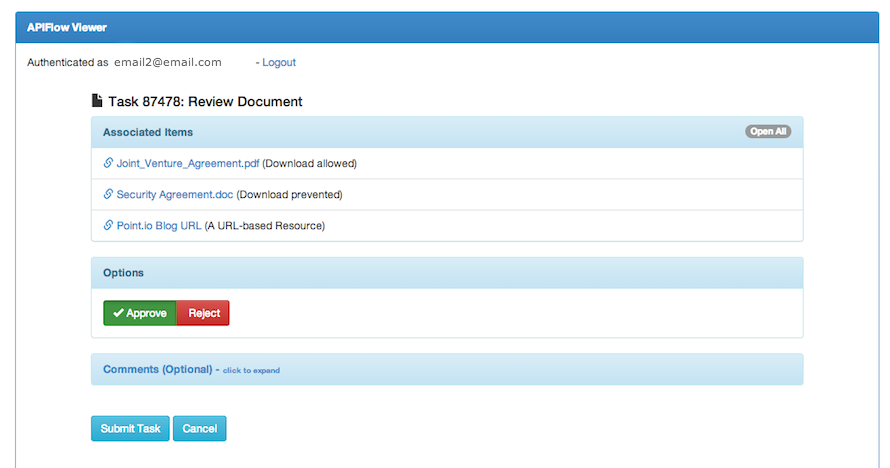 APIFlow Viewer
Authenticated as email2@email.com - Logout
Task 87478: Review Document
Associated Items Open All
Joint_Venture_Agreement.pdf (Download allowed)
Security Agreement.doc (Download prevented)
Point.io Blog URL (A URL-based Resource)
Options
Approve Reject
Comments (Optional) - click to expand
Submit Task Cancel